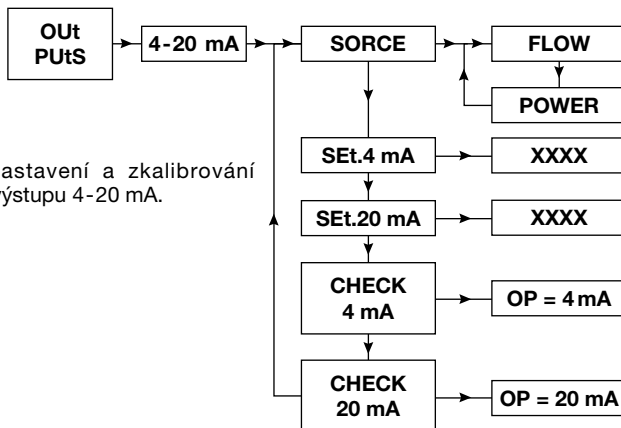 OUt
PUtS
4-20 mA
SORCE
FLOW
POWER
astavení a zkalibrování
výstupu 4-20 mA.
SEt.4 mA
XXXX
SEt.20 mA
XXXX
CHECK
4 mA
OP = 4 mA
CHECK
20 mA
OP = 20 mA